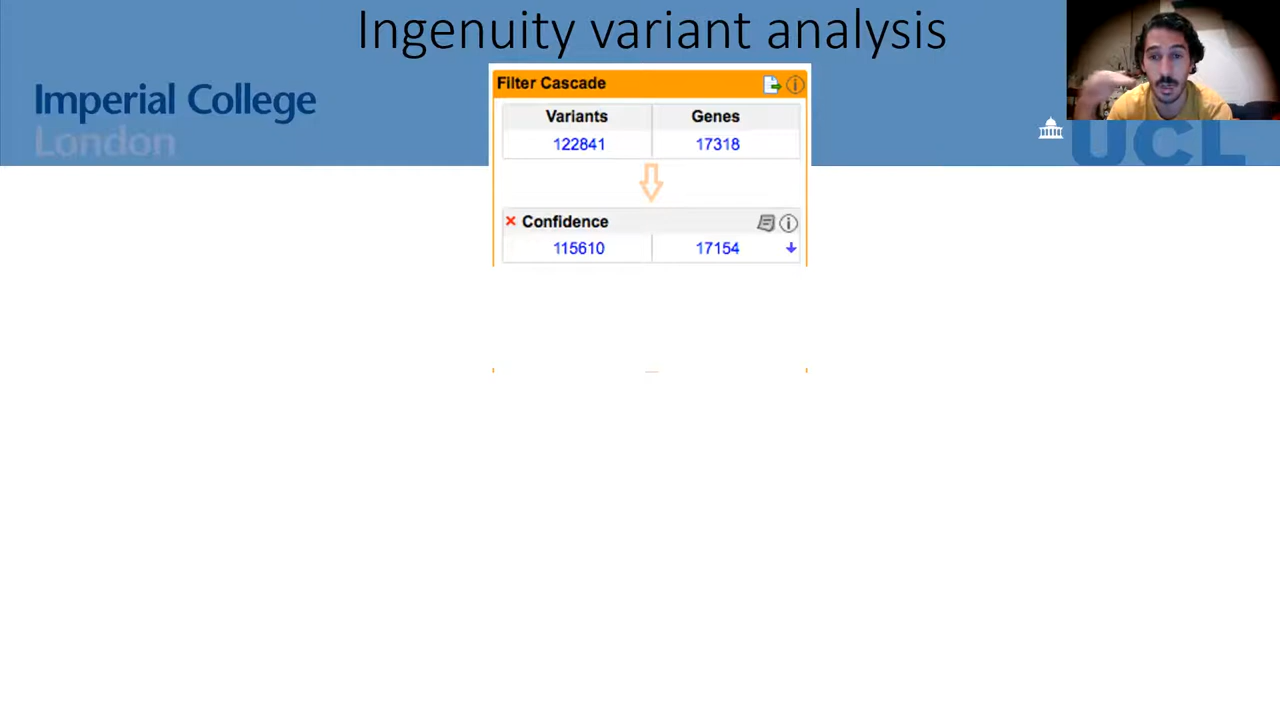 Ingenuity variant analysis
Imperial College
London
UCL
Filter Cascade
Variants Genes
122841 17318
Confidence
115610 17154